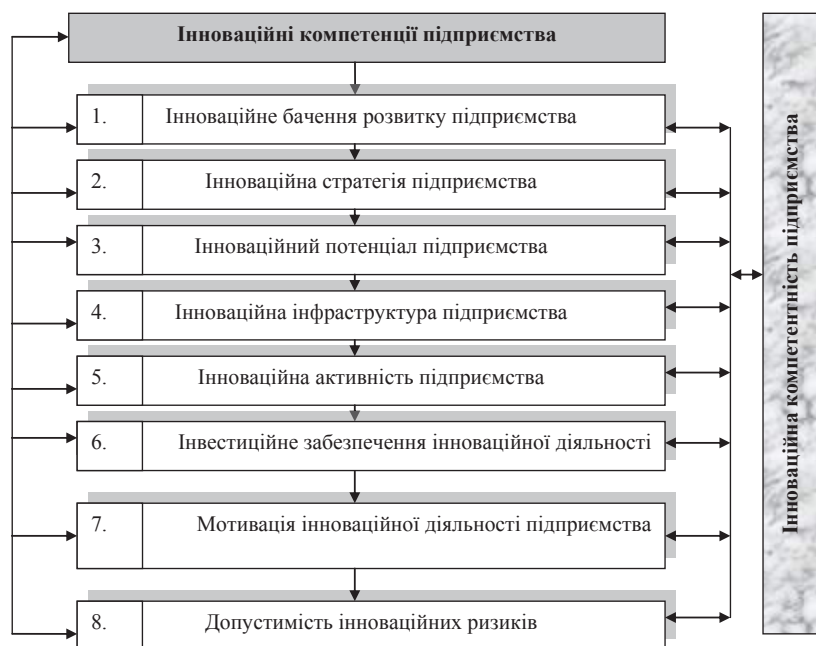 Інноваційні компетенції підприємства
1. Інноваційне бачення розвитку підприємства
2. Інноваційна стратегія підприємства
3. Інноваційний потенціал підприємства
4. Інноваційна інфраструктура підприємства
5. Інноваційна активність підприємства
6. Інвестиційне забезпечення інноваційної діяльності
7. Мотивація інноваційної діяльності підприємства
8. Допустимість інноваційних ризиків
Інноваційна компетентність підприємства